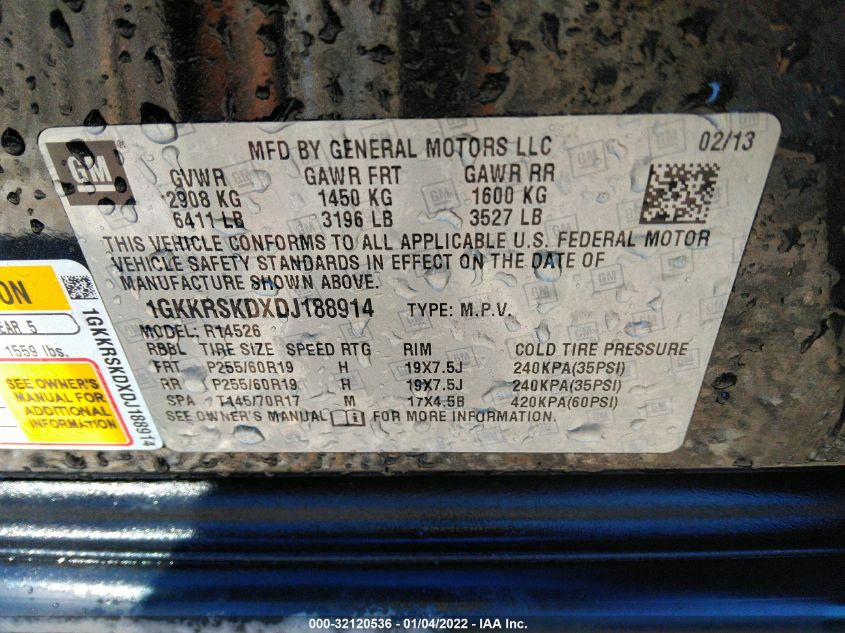 GM ®
MFD BY GENERAL MOTORS LLC 02/13
GVWR GAWR FRT GAWR RR
2908 KG 1450 KG 1600 KG
6411 LB 3196 LB 3527 LB
THIS VEHICLE CONFORMS TO ALL APPLICABLE U.S. FEDERAL MOTOR
VEHICLE SAFETY STANDARDS IN EFFECT ON THE DATE OF
MANUFACTURE SHOWN ABOVE.
1GKKRSKDXDJ188914 TYPE: M.P.V.
MODEL: R14526
RBBL TIRE SIZE SPEED RTG RIM COLD TIRE PRESSURE
FRT P255/60R19 H 19X7.5J 240KPA(35PSI)
RR P255/60R19 H 19X7.5J 240KPA(35PSI)
SPA T145/70R17 M 17X4.5B 420KPA(60PSI)
SEE OWNER'S MANUAL FOR MORE INFORMATION.
5
1559 lbs.
SEE OWNER'S
MANUAL FOR
ADDITIONAL
INFORMATION
1GKKRSKDXDJ188914
000-32120536 - 01/04/2022 - IAA Inc.